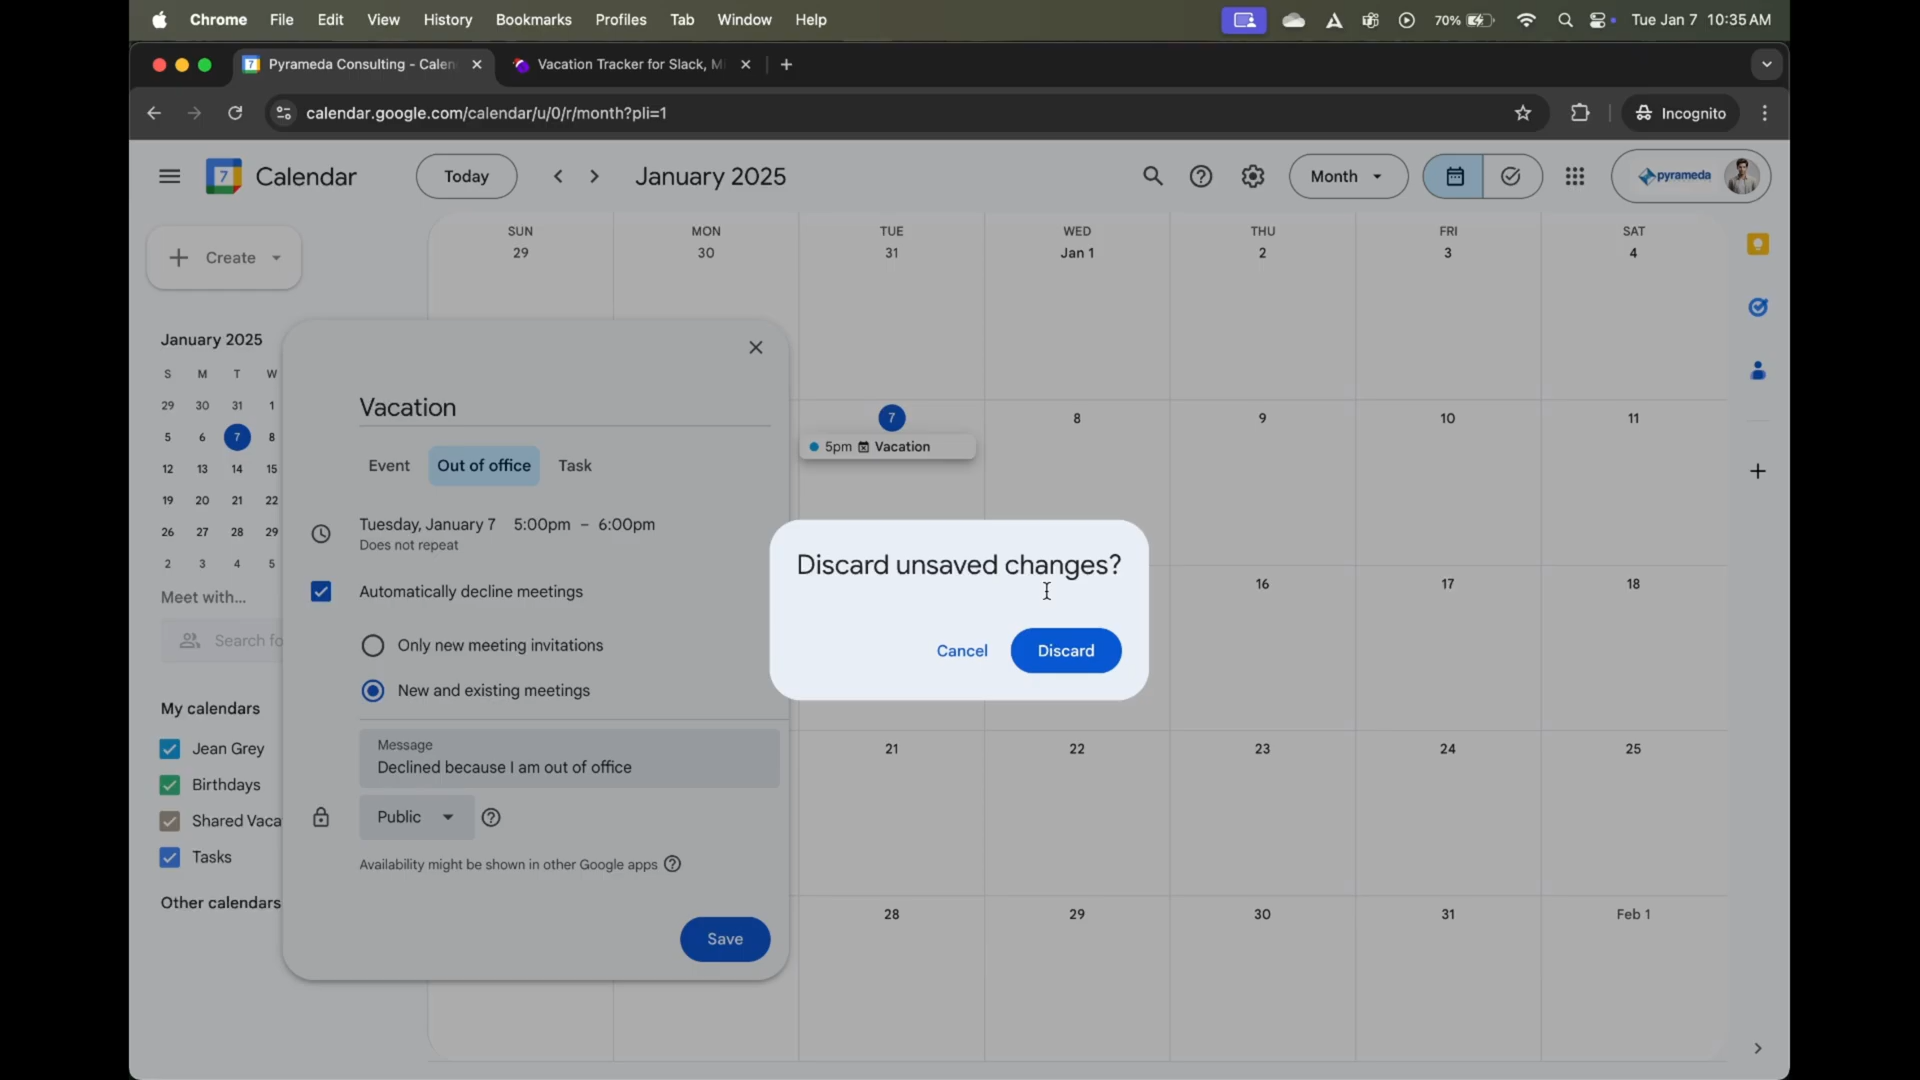 Chrome File Edit View History Bookmarks Profiles Tab Window Help 70% Tue Jan 7 10:35 AM
7 Pyrameda Consulting - Calen Vacation Tracker for Slack, M
calendar.google.com/calendar/u/0/r/month?pli=1 Incognito
7 Calendar Today January 2025 Month pyrameda
Create
SUN MON TUE WED THU FRI SAT
29 30 31 Jan 1 2 3 4
January 2025
S M T W
29 30 31 1
5 6 7 8
12 13 14 15
19 20 21 22
26 27 28 29
2 3 4 5
Meet with...
Search fo
My calendars
Jean Grey
Birthdays
Shared Vaca
Tasks
Other calendars
Vacation
Event Out of office Task
Tuesday, January 7 5:00pm – 6:00pm
Does not repeat
Automatically decline meetings
Only new meeting invitations
New and existing meetings
Message
Declined because I am out of office
Public
Availability might be shown in other Google apps
Save
7 8 9 10 11
5pm Vacation
Discard unsaved changes?
Cancel Discard
16 17 18
21 22 23 24 25
28 29 30 31 Feb 1